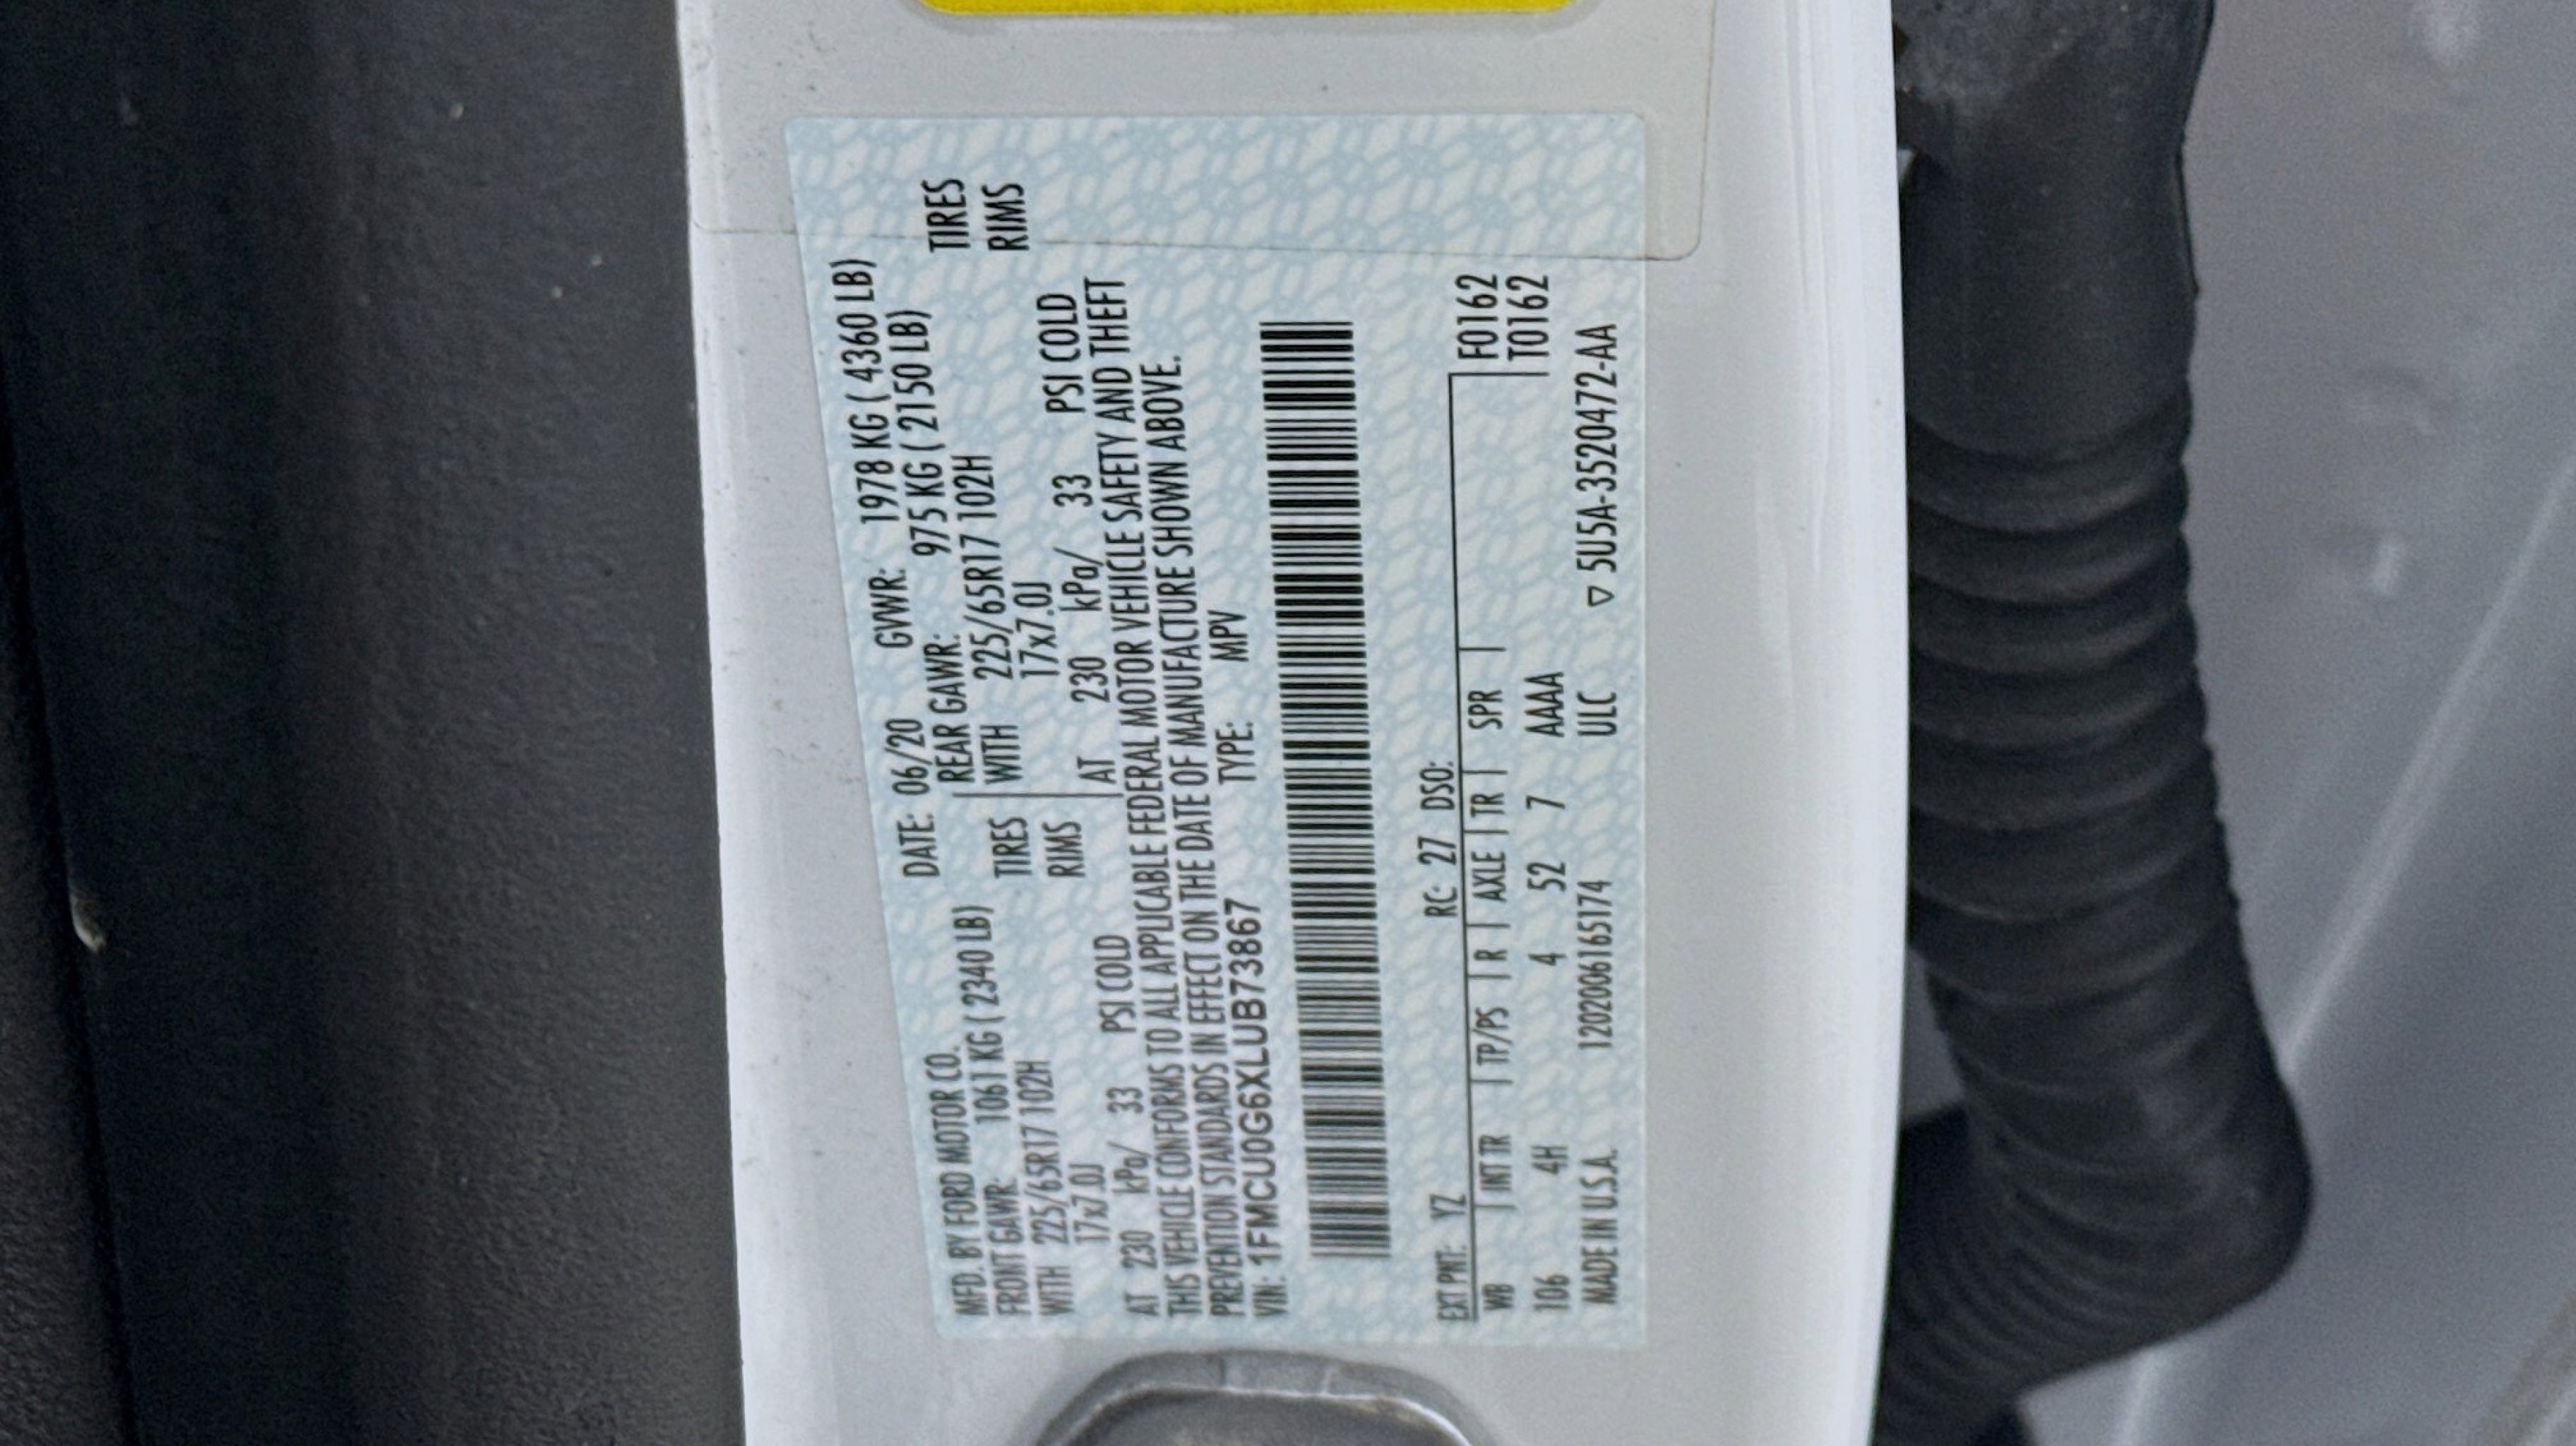 MFD. BY FORD MOTOR CO. DATE: 06/20 GVWR: 1978 KG ( 4360 LB)
FRONT GAWR: 1061 KG ( 2340 LB) REAR GAWR: 975 KG ( 2150 LB)
WITH 225/65R17 102H TIRES WITH 225/65R17 102H TIRES
17x7.0J RIMS 17x7.0J RIMS
AT 230 kPa/ 33 PSI COLD AT 230 kPa/ 33 PSI COLD
THIS VEHICLE CONFORMS TO ALL APPLICABLE FEDERAL MOTOR VEHICLE SAFETY AND THEFT
PREVENTION STANDARDS IN EFFECT ON THE DATE OF MANUFACTURE SHOWN ABOVE.
VIN: 1FMCU0G6XLUB73867 TYPE: MPV
EXT PNT: YZ RC: 27 DSO: F0162
WB | INT TR | TP/PS | R | AXLE | TR | SPR | T0162
106 4H 4 52 7 AAAA
MADE IN U.S.A. 12020061651​74 ULC ▽ 5U5A-3520472-AA